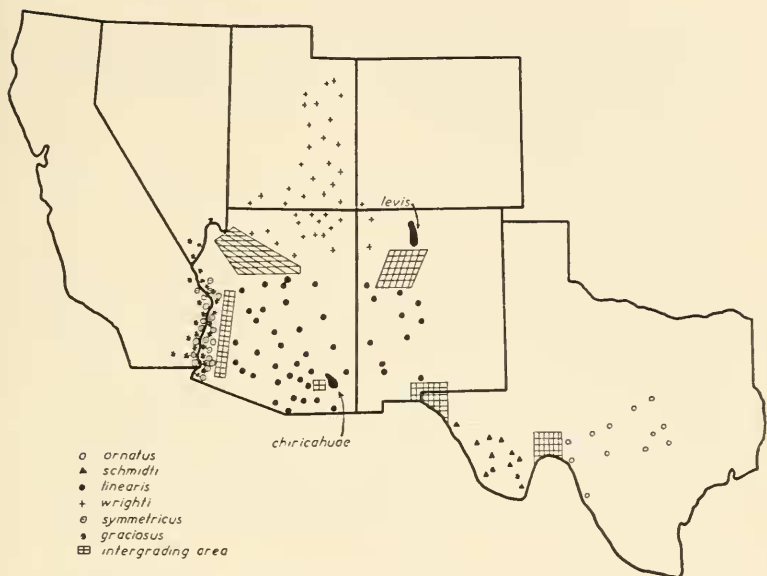 levis
chiricahuae
ornatus
schmidti
linearis
wrighti
symmetricus
graciosus
intergrading area